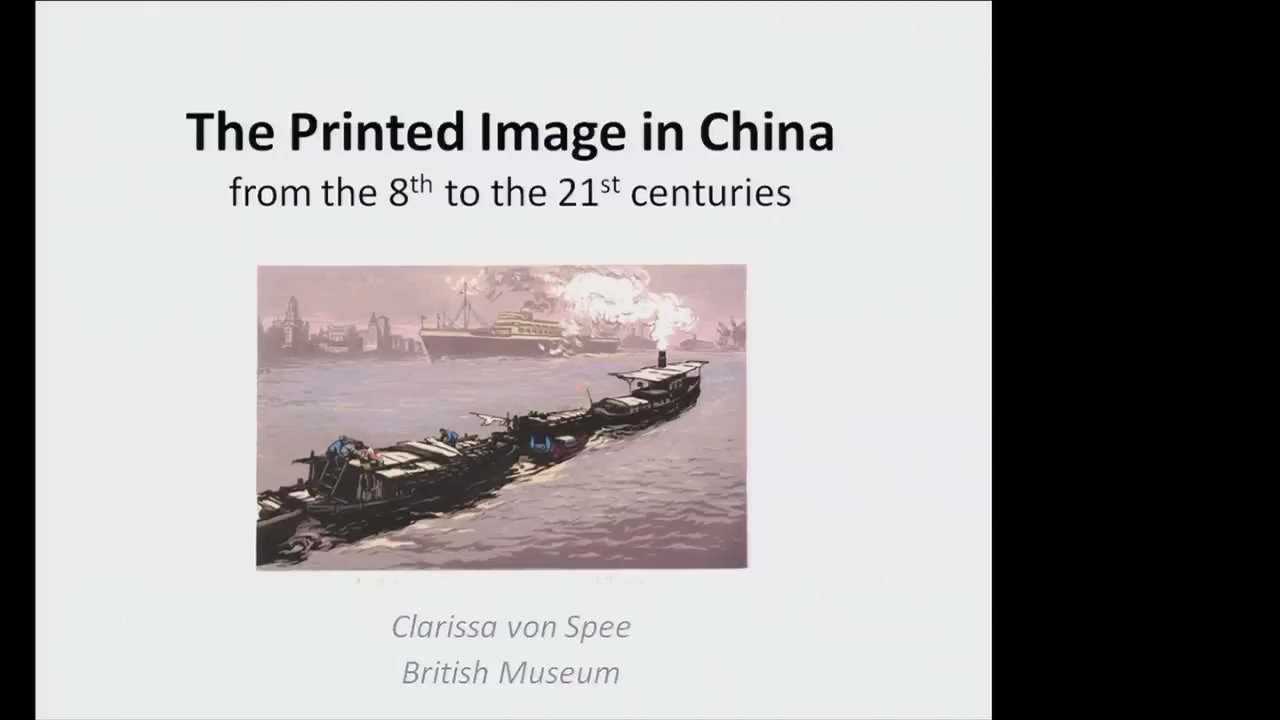 The Printed Image in China
from the 8th to the 21st centuries
Clarissa von Spee
British Museum